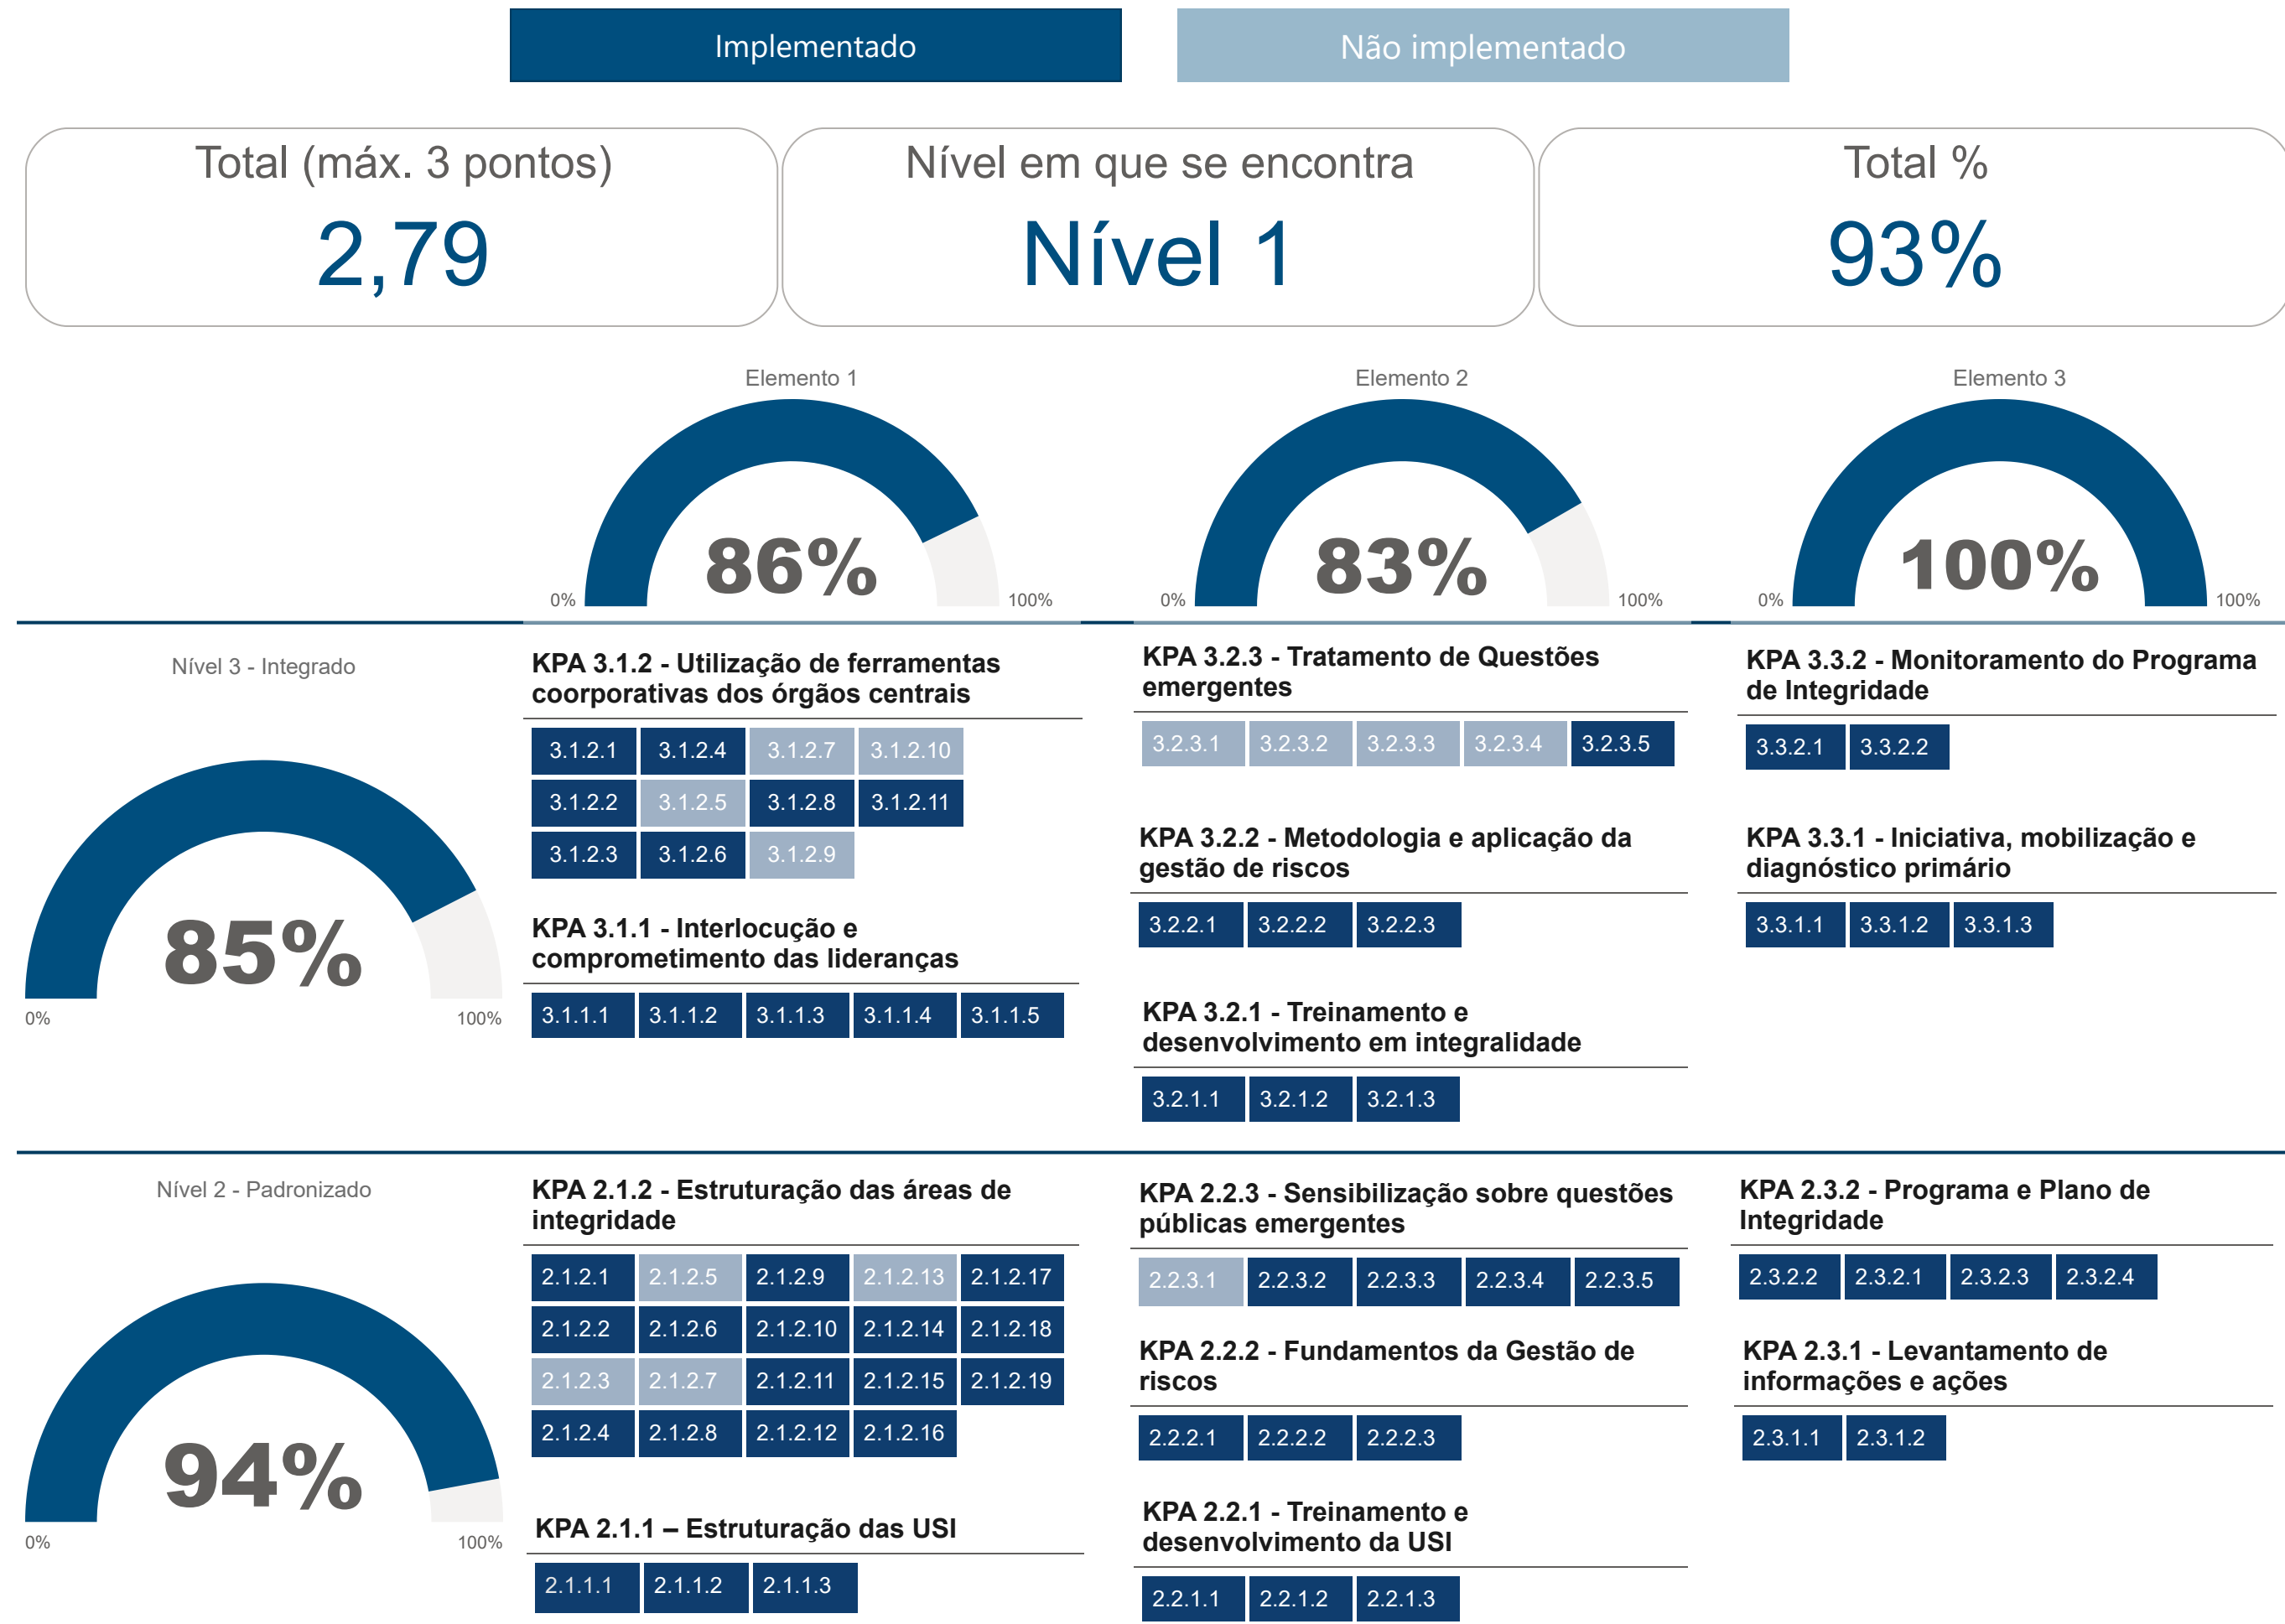 Implementado
Não implementado
Total (máx. 3 pontos)
2,79
Nível em que se encontra
Nível 1
Total %
93%
Elemento 1
86%
0%
100%
Elemento 2
83%
0%
100%
Elemento 3
100%
0%
100%
Nível 3 - Integrado
85%
0%
100%
KPA 3.1.2 - Utilização de ferramentas
coorporativas dos órgãos centrais
3.1.2.1 3.1.2.4 3.1.2.7 3.1.2.10
3.1.2.2 3.1.2.5 3.1.2.8 3.1.2.11
3.1.2.3 3.1.2.6 3.1.2.9
KPA 3.1.1 - Interlocução e
comprometimento das lideranças
3.1.1.1 3.1.1.2 3.1.1.3 3.1.1.4 3.1.1.5
KPA 3.2.3 - Tratamento de Questões
emergentes
3.2.3.1 3.2.3.2 3.2.3.3 3.2.3.4 3.2.3.5
KPA 3.2.2 - Metodologia e aplicação da
gestão de riscos
3.2.2.1 3.2.2.2 3.2.2.3
KPA 3.2.1 - Treinamento e
desenvolvimento em integralidade
3.2.1.1 3.2.1.2 3.2.1.3
KPA 3.3.2 - Monitoramento do Programa
de Integridade
3.3.2.1 3.3.2.2
KPA 3.3.1 - Iniciativa, mobilização e
diagnóstico primário
3.3.1.1 3.3.1.2 3.3.1.3
Nível 2 - Padronizado
94%
0%
100%
KPA 2.1.2 - Estruturação das áreas de
integridade
2.1.2.1 2.1.2.5 2.1.2.9 2.1.2.13 2.1.2.17
2.1.2.2 2.1.2.6 2.1.2.10 2.1.2.14 2.1.2.18
2.1.2.3 2.1.2.7 2.1.2.11 2.1.2.15 2.1.2.19
2.1.2.4 2.1.2.8 2.1.2.12 2.1.2.16
KPA 2.1.1 – Estruturação das USI
2.1.1.1 2.1.1.2 2.1.1.3
KPA 2.2.3 - Sensibilização sobre questões
públicas emergentes
2.2.3.1 2.2.3.2 2.2.3.3 2.2.3.4 2.2.3.5
KPA 2.2.2 - Fundamentos da Gestão de
riscos
2.2.2.1 2.2.2.2 2.2.2.3
KPA 2.2.1 - Treinamento e
desenvolvimento da USI
2.2.1.1 2.2.1.2 2.2.1.3
KPA 2.3.2 - Programa e Plano de
Integridade
2.3.2.2 2.3.2.1 2.3.2.3 2.3.2.4
KPA 2.3.1 - Levantamento de
informações e ações
2.3.1.1 2.3.1.2